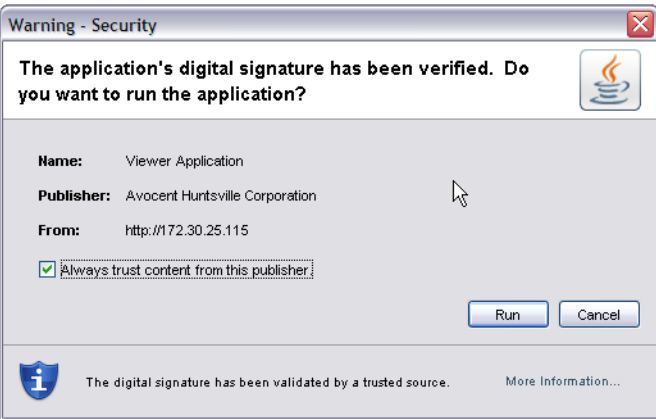 Warning - Security
The application's digital signature has been verified. Do
you want to run the application?
Name: Viewer Application
Publisher: Avocent Huntsville Corporation
From: http://172.30.25.115
Always trust content from this publisher.
Run Cancel
The digital signature has been validated by a trusted source. More Information...